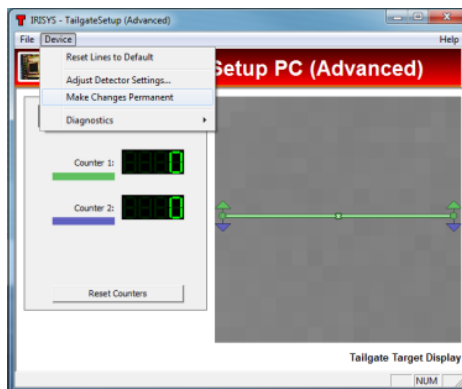 IRISYS - TailgateSetup (Advanced)
File Device Help
Setup PC (Advanced)
Reset Lines to Default
Adjust Detector Settings...
Make Changes Permanent
Diagnostics
Counter 1: 0
Counter 2: 0
Reset Counters
Tailgate Target Display
NUM